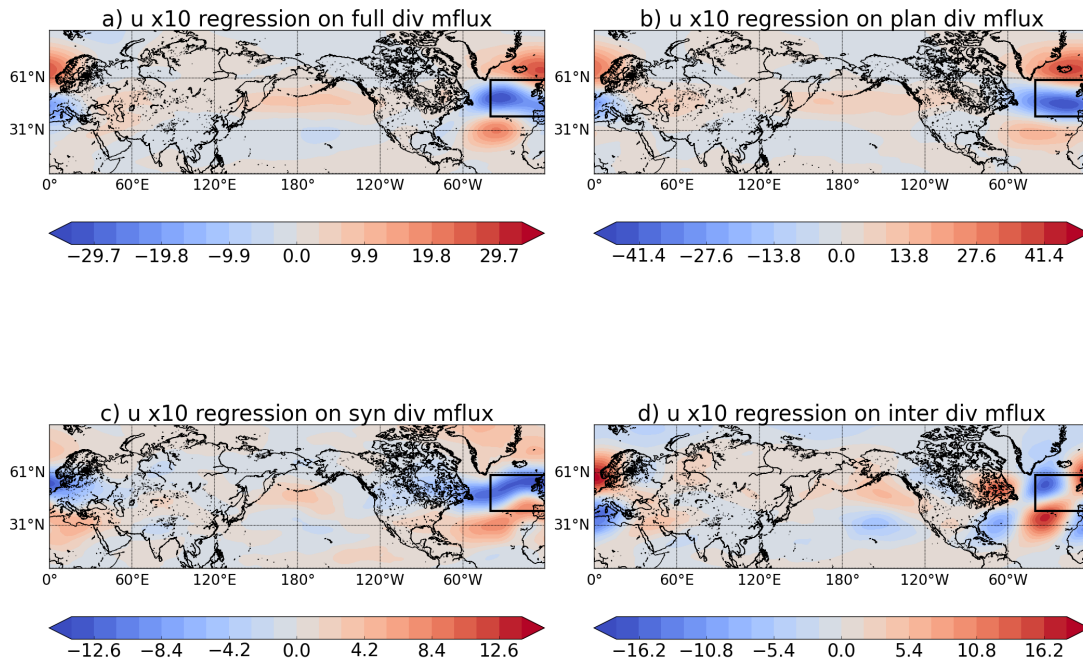 a) u x10 regression on full div mflux
61°N
31°N
0° 60°E 120°E 180° 120°W 60°W
−29.7 −19.8 −9.9 0.0 9.9 19.8 29.7
b) u x10 regression on plan div mflux
61°N
31°N
0° 60°E 120°E 180° 120°W 60°W
−41.4 −27.6 −13.8 0.0 13.8 27.6 41.4
c) u x10 regression on syn div mflux
61°N
31°N
0° 60°E 120°E 180° 120°W 60°W
−12.6 −8.4 −4.2 0.0 4.2 8.4 12.6
d) u x10 regression on inter div mflux
61°N
31°N
0° 60°E 120°E 180° 120°W 60°W
−16.2 −10.8 −5.4 0.0 5.4 10.8 16.2